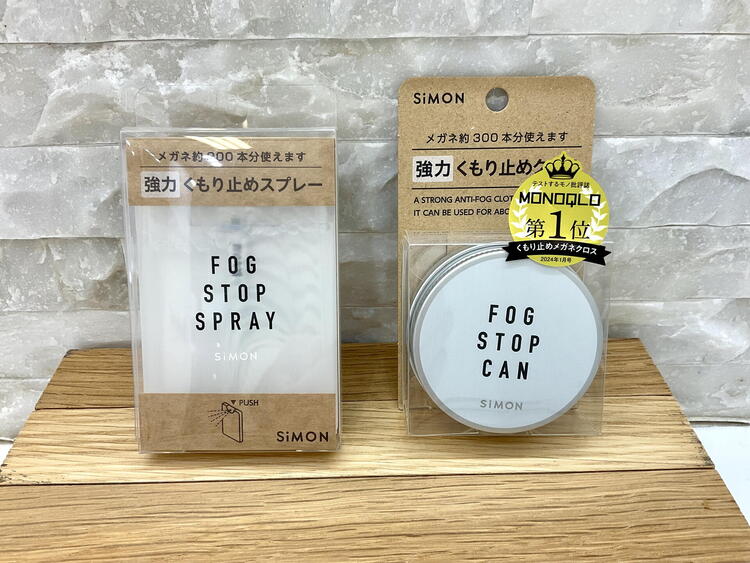 メガネ約300本分使えます
強力 くもり止めスプレー
FOG
STOP
SPRAY
SiMON
▼ PUSH
SiMON
SiMON
メガネ約300本分使えます
強力 くもり止めク
A STRONG ANTI-FOG CLOT
IT CAN BE USED FOR ABO
テストするモノ批評誌
MONOQLO
第1位
くもり止めメガネクロス
2024年1月号
FOG
STOP
CAN
SiMON